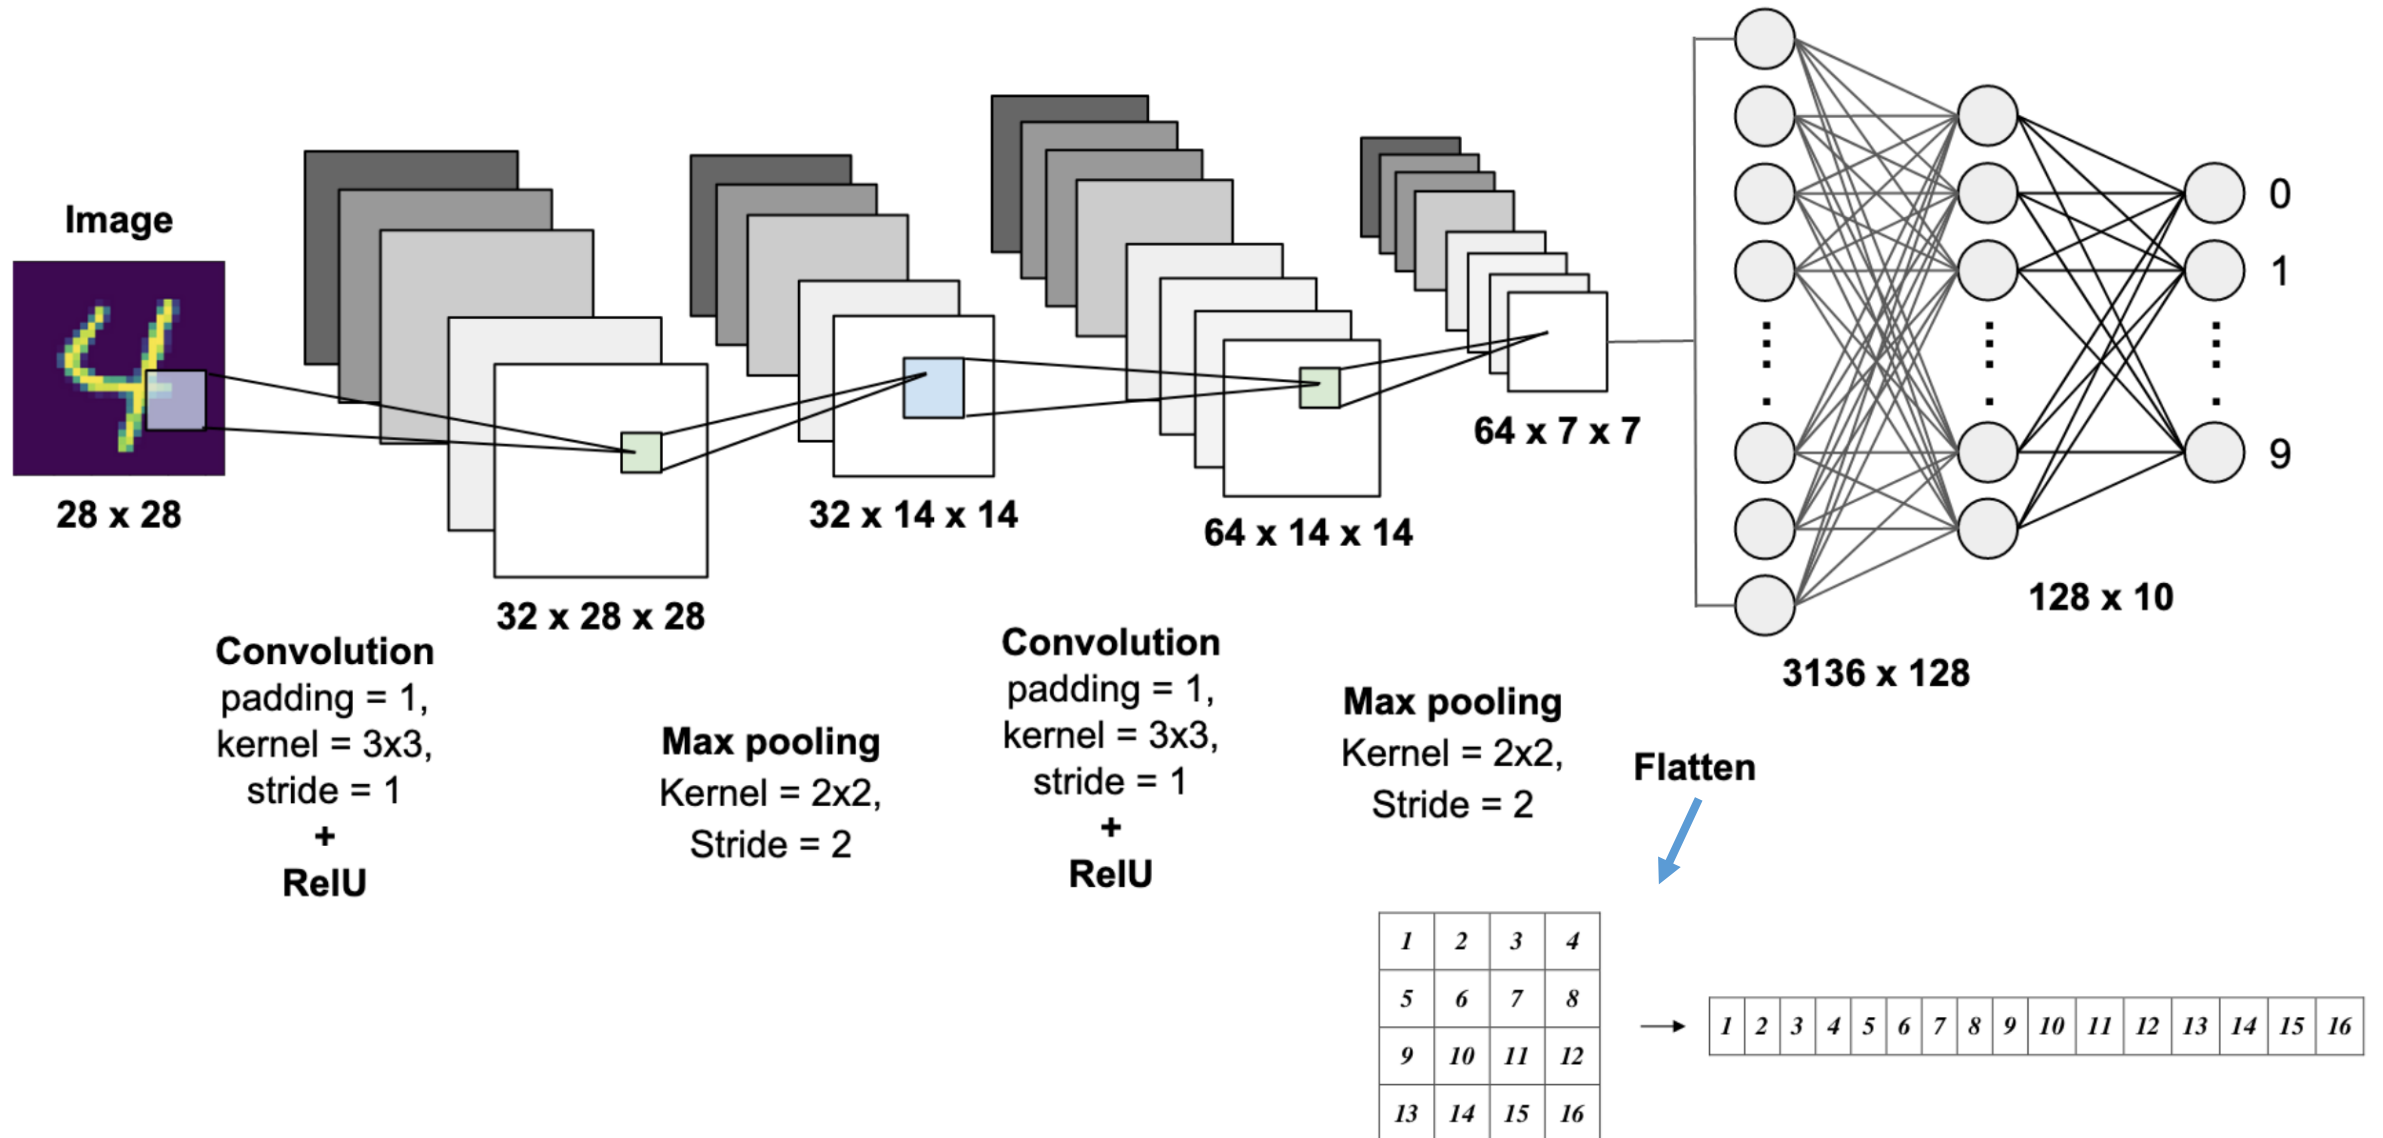 Image
28 x 28
Convolution
padding = 1,
kernel = 3x3,
stride = 1
+
RelU
32 x 28 x 28
Max pooling
Kernel = 2x2,
Stride = 2
32 x 14 x 14
Convolution
padding = 1,
kernel = 3x3,
stride = 1
+
RelU
64 x 14 x 14
Max pooling
Kernel = 2x2,
Stride = 2
64 x 7 x 7
Flatten
3136 x 128
128 x 10
0
1
9
1 2 3 4
5 6 7 8
9 10 11 12
13 14 15 16
1 2 3 4 5 6 7 8 9 10 11 12 13 14 15 16